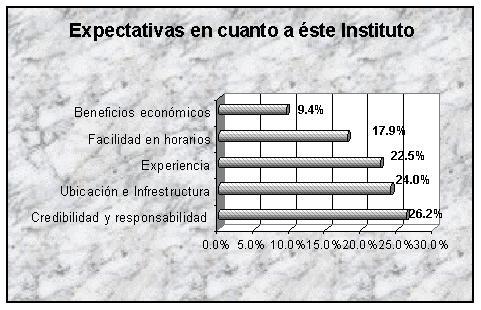 Expectativas en cuanto a éste Instituto
Beneficios económicos 9.4%
Facilidad en horarios 17.9%
Experiencia 22.5%
Ubicación e Infrestructura 24.0%
Credibilidad y responsabilidad 26.2%
0.0% 5.0% 10.0% 15.0% 20.0% 25.0% 30.0%